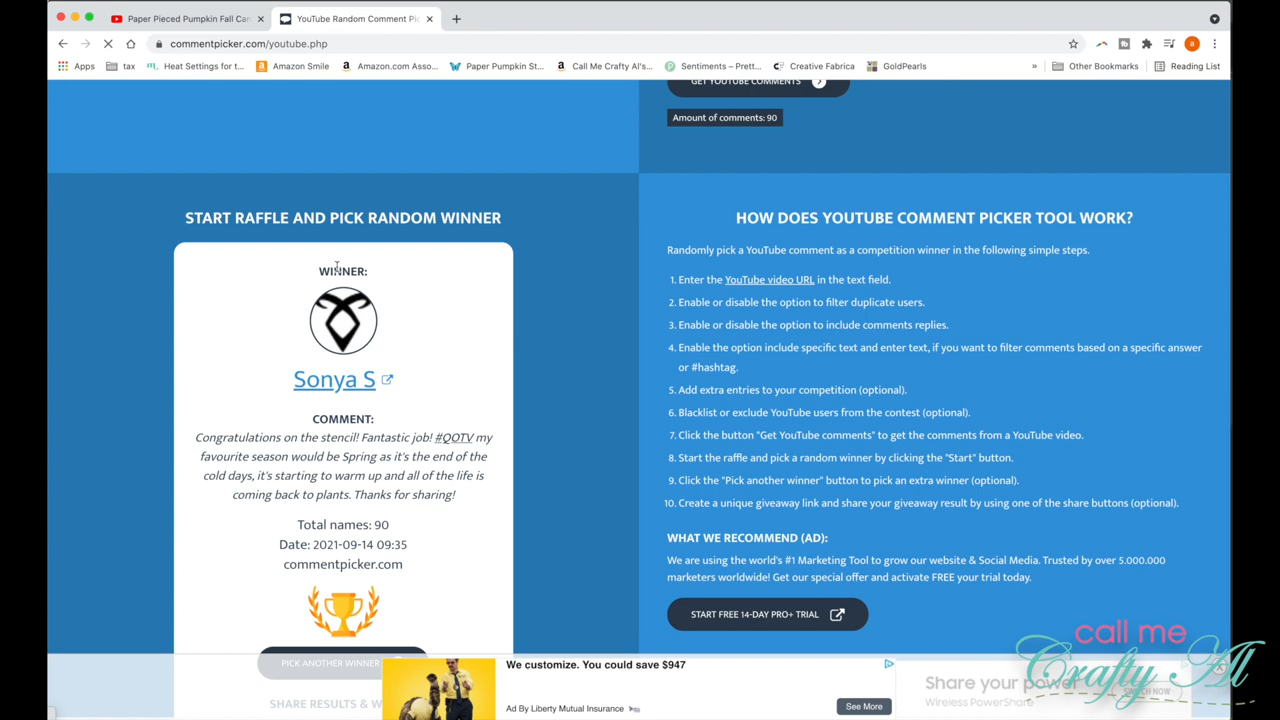 Paper Pieced Pumpkin Fall Car
YouTube Random Comment Pic
commentpicker.com/youtube.php
Apps
tax
Heat Settings for t...
Amazon Smile
Amazon.com Asso...
Paper Pumpkin St...
Call Me Crafty Al's...
Sentiments – Prett...
Creative Fabrica
GoldPearls
»
Other Bookmarks
Reading List
GET YOUTUBE COMMENTS
Amount of comments: 90
START RAFFLE AND PICK RANDOM WINNER
WINNER:
Sonya S
COMMENT:
Congratulations on the stencil! Fantastic job! #QOTV my
favourite season would be Spring as it's the end of the
cold days, it's starting to warm up and all of the life is
coming back to plants. Thanks for sharing!
Total names: 90
Date: 2021-09-14 09:35
commentpicker.com
PICK ANOTHER WINNER
SHARE RESULTS & W
HOW DOES YOUTUBE COMMENT PICKER TOOL WORK?
Randomly pick a YouTube comment as a competition winner in the following simple steps.
1. Enter the YouTube video URL in the text field.
2. Enable or disable the option to filter duplicate users.
3. Enable or disable the option to include comments replies.
4. Enable the option include specific text and enter text, if you want to filter comments based on a specific answer
or #hashtag.
5. Add extra entries to your competition (optional).
6. Blacklist or exclude YouTube users from the contest (optional).
7. Click the button "Get YouTube comments" to get the comments from a YouTube video.
8. Start the raffle and pick a random winner by clicking the "Start" button.
9. Click the "Pick another winner" button to pick an extra winner (optional).
10. Create a unique giveaway link and share your giveaway result by using one of the share buttons (optional).
WHAT WE RECOMMEND (AD):
We are using the world's #1 Marketing Tool to grow our website & Social Media. Trusted by over 5.000.000
marketers worldwide! Get our special offer and activate FREE your trial today.
START FREE 14-DAY PRO+ TRIAL
We customize. You could save $947
Ad By Liberty Mutual Insurance
See More
Share your power
Wireless PowerShare
SWITCH NOW
call me
Crafty Al